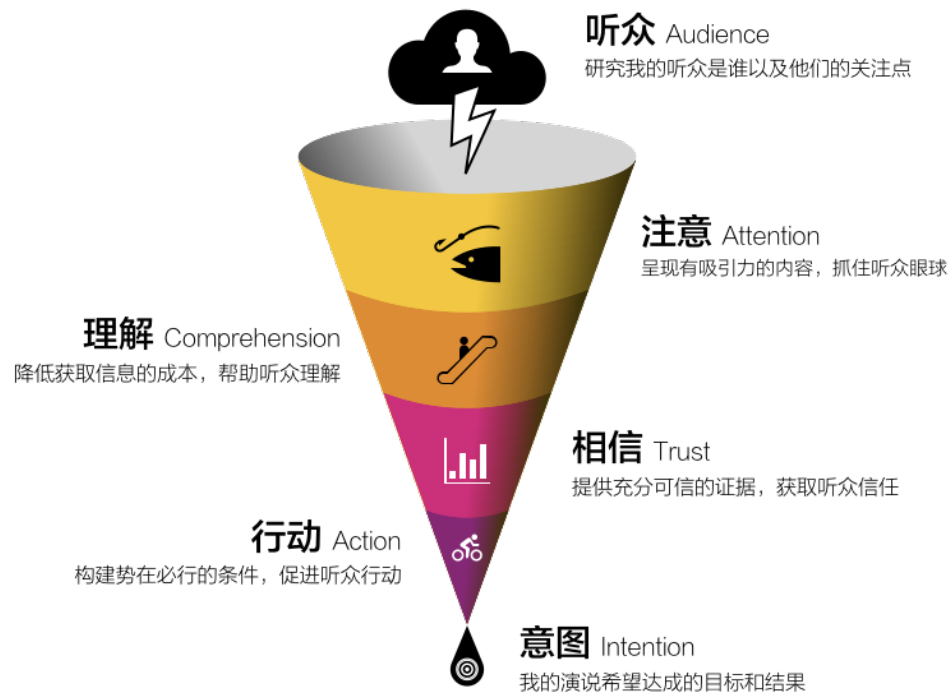 听众 Audience
研究我的听众是谁以及他们的关注点
注意 Attention
呈现有吸引力的内容，抓住听众眼球
理解 Comprehension
降低获取信息的成本，帮助听众理解
相信 Trust
提供充分可信的证据，获取听众信任
行动 Action
构建势在必行的条件，促进听众行动
意图 Intention
我的演说希望达成的目标和结果